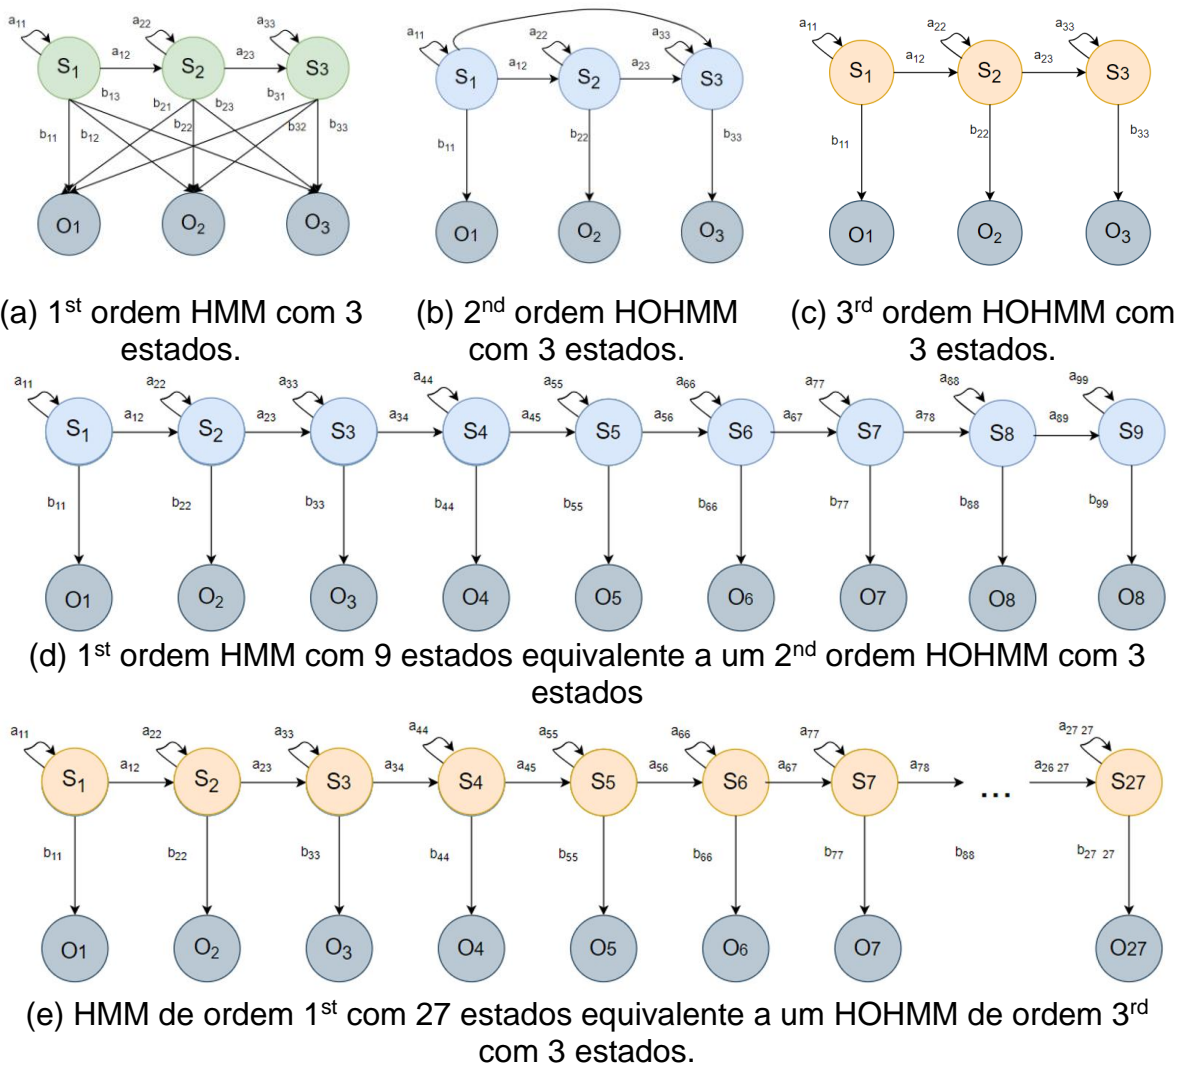 a11 a22 a33
S1 a12 S2 a23 S3
b13 b21 b23 b31
b11 b12 b22 b32 b33
O1 O2 O3
(a) 1st ordem HMM com 3
estados.
a11 a22 a33
S1 a12 S2 a23 S3
b11 b22 b33
O1 O2 O3
(b) 2nd ordem HOHMM
com 3 estados.
a11 a22 a33
S1 a12 S2 a23 S3
b11 b22 b33
O1 O2 O3
(c) 3rd ordem HOHMM com
3 estados.
a11 a22 a33 a44 a55 a66 a77 a88 a99
S1 a12 S2 a23 S3 a34 S4 a45 S5 a56 S6 a67 S7 a78 S8 a89 S9
b11 b22 b33 b44 b55 b66 b77 b88 b99
O1 O2 O3 O4 O5 O6 O7 O8 O8
(d) 1st ordem HMM com 9 estados equivalente a um 2nd ordem HOHMM com 3
estados
a11 a22 a33 a44 a55 a66 a77 a27 27
S1 a12 S2 a23 S3 a34 S4 a45 S5 a56 S6 a67 S7 a78 ... a26 27 S27
b11 b22 b33 b44 b55 b66 b77 b88 b27 27
O1 O2 O3 O4 O5 O6 O7 O27
(e) HMM de ordem 1st com 27 estados equivalente a um HOHMM de ordem 3rd
com 3 estados.